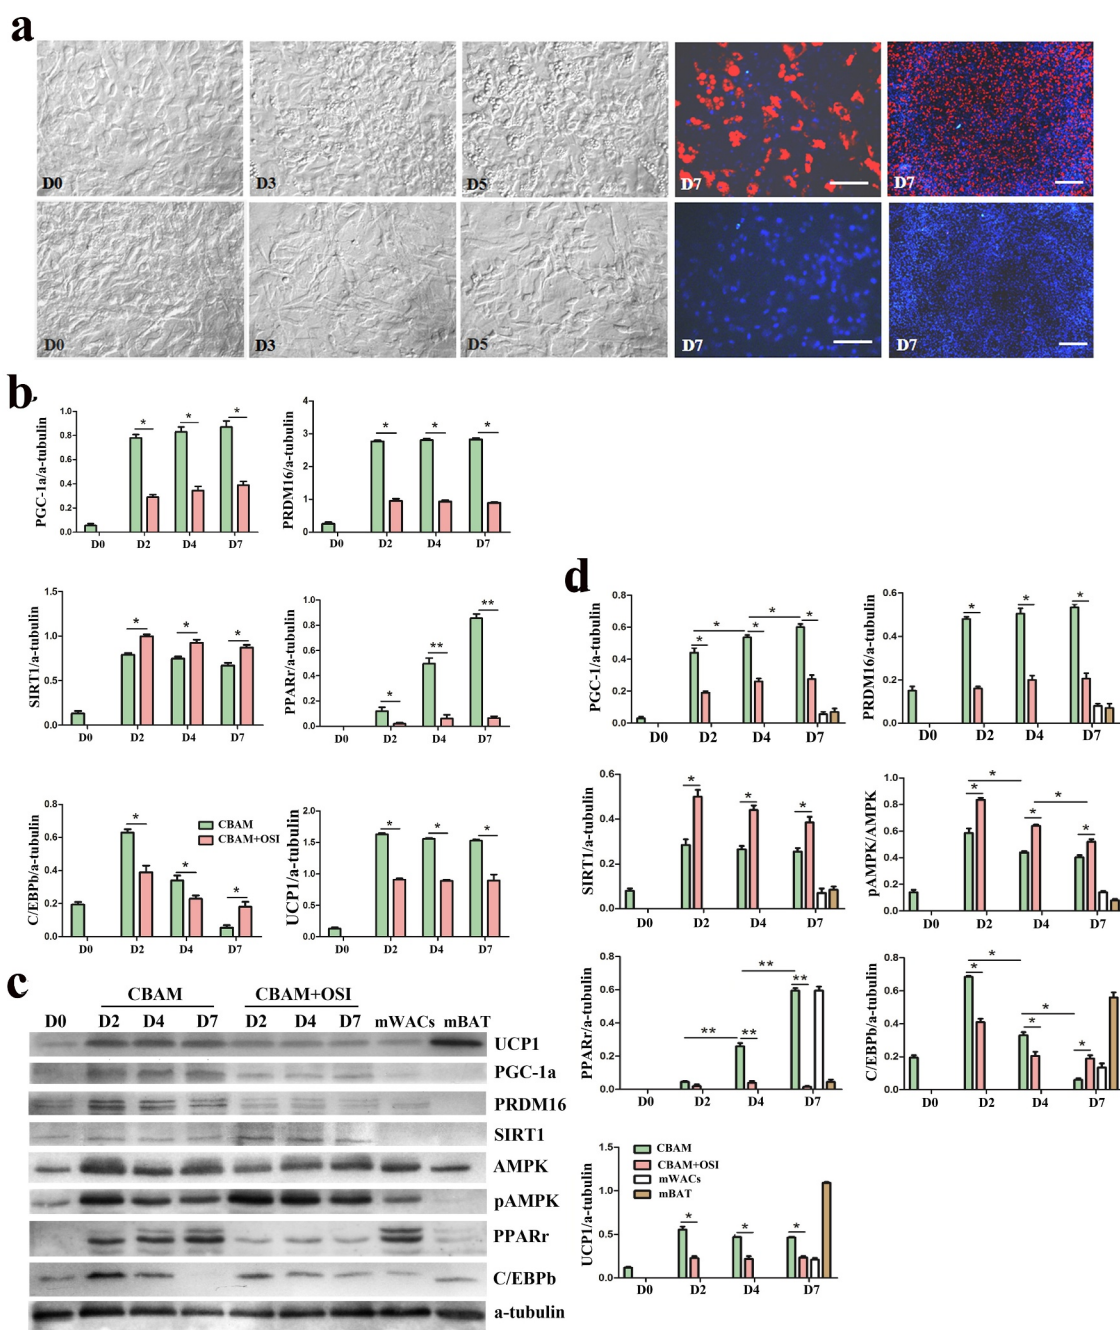 a
D0
D3
D5
D7
D7
D0
D3
D5
D7
D7
b
PGC-1a/a-tubulin
1.0
0.8
0.6
0.4
0.2
0.0
* * *
D0 D2 D4 D7
PRDM16/a-tubulin
4
3
2
1
0
* * *
D0 D2 D4 D7
SIRT1/a-tubulin
1.5
1.0
0.5
0.0
* * *
D0 D2 D4 D7
PPARr/a-tubulin
1.0
0.8
0.6
0.4
0.2
0.0
* ** **
D0 D2 D4 D7
C/EBPb/a-tubulin
0.8
0.6
0.4
0.2
0.0
* * *
CBAM
CBAM+OSI
D0 D2 D4 D7
UCP1/a-tubulin
2.0
1.5
1.0
0.5
0.0
* * *
D0 D2 D4 D7
c
CBAM CBAM+OSI
D0 D2 D4 D7 D2 D4 D7 mWACs mBAT
UCP1
PGC-1a
PRDM16
SIRT1
AMPK
pAMPK
PPARr
C/EBPb
a-tubulin
d
PGC-1/a-tubulin
0.8
0.6
0.4
0.2
0.0
* * * * *
D0 D2 D4 D7
PRDM16/a-tubulin
0.6
0.4
0.2
0.0
* * *
D0 D2 D4 D7
SIRT1/a-tubulin
0.6
0.4
0.2
0.0
* * *
D0 D2 D4 D7
pAMPK/AMPK
1.0
0.8
0.6
0.4
0.2
0.0
* * * * *
D0 D2 D4 D7
PPARr/a-tubulin
0.8
0.6
0.4
0.2
0.0
** ** ** **
D0 D2 D4 D7
C/EBPb/a-tubulin
0.8
0.6
0.4
0.2
0.0
* * * * *
D0 D2 D4 D7
UCP1/a-tubulin
1.5
1.0
0.5
0.0
CBAM
CBAM+OSI
mWACs
mBAT
* * *
D0 D2 D4 D7